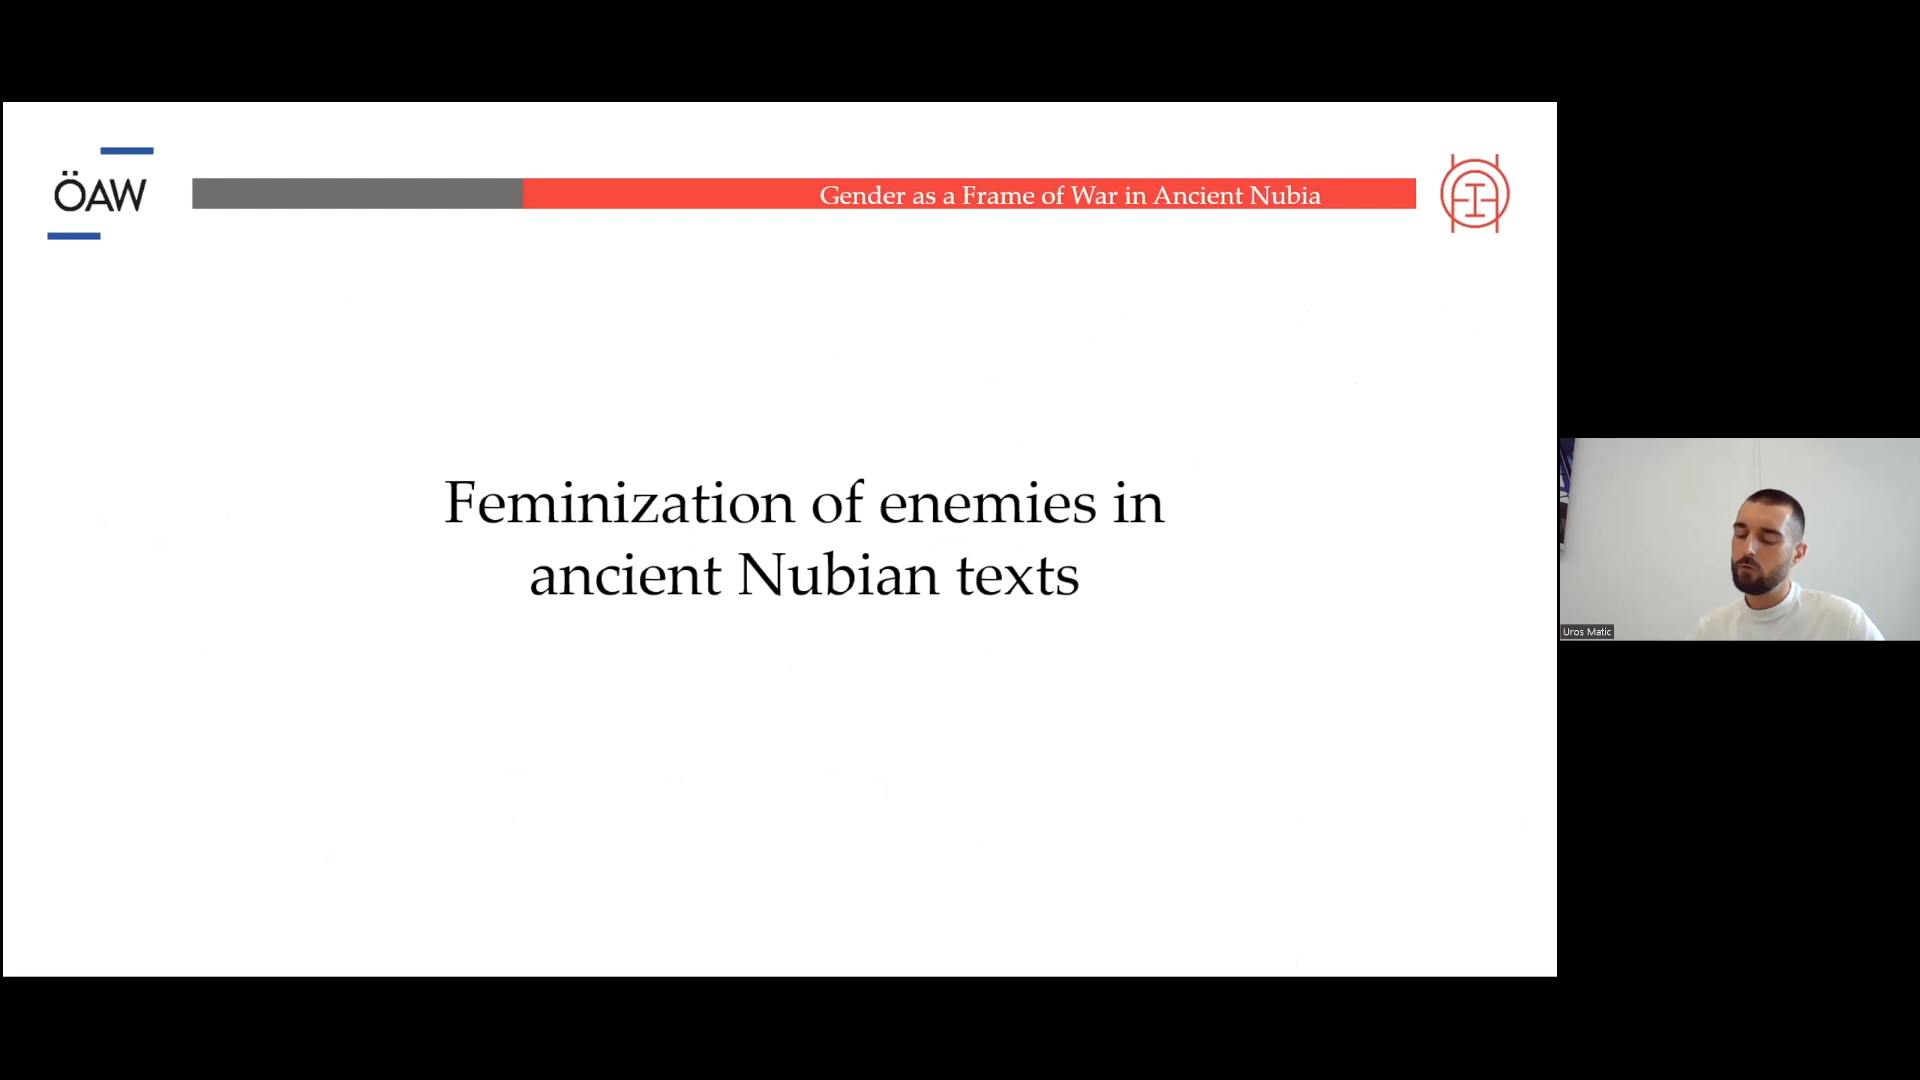 ÖAW
Gender as a Frame of War in Ancient Nubia
Feminization of enemies in
ancient Nubian texts
Uros Matic